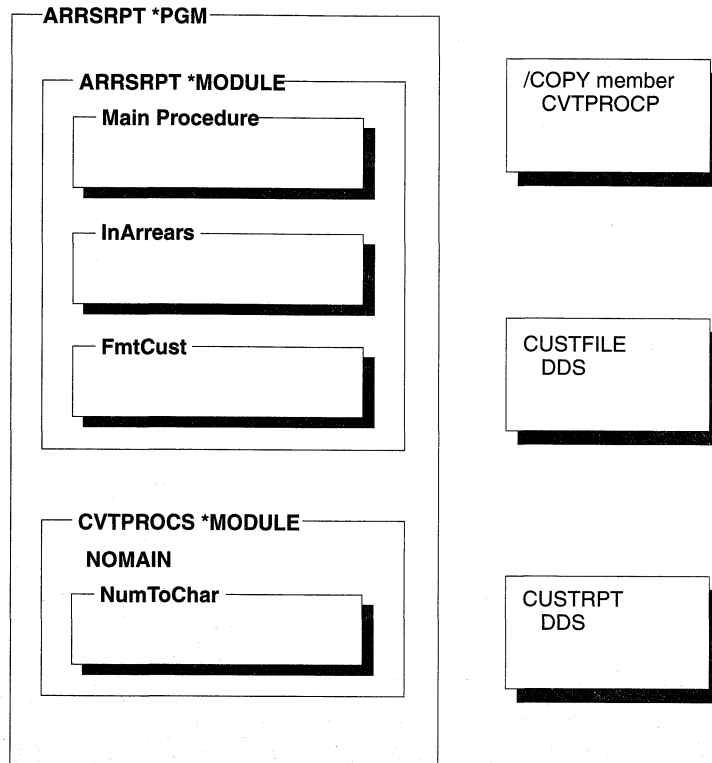 ARRSRPT *PGM
ARRSRPT *MODULE
Main Procedure
InArrears
FmtCust
CVTPROCS *MODULE
NOMAIN
NumToChar
/COPY member
CVTPROCP
CUSTFILE
DDS
CUSTRPT
DDS